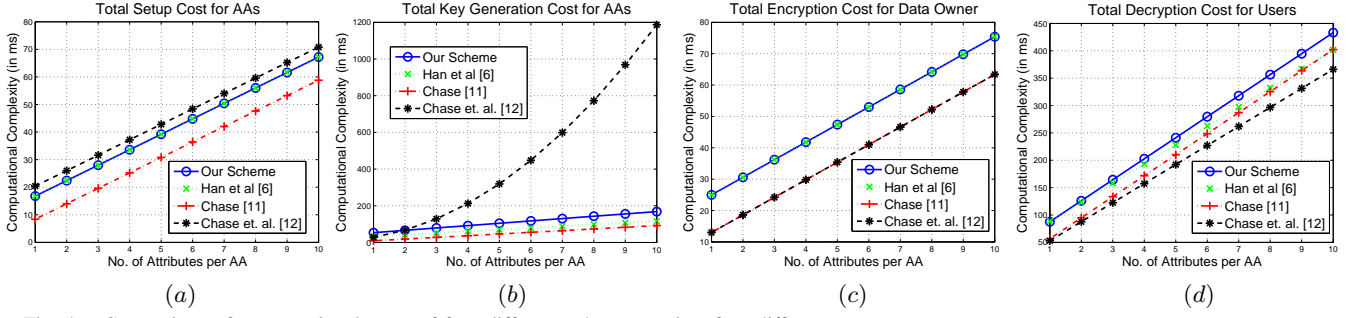 Total Setup Cost for AAs
Computational Complexity (in ms)
80
70
60
50
40
30
20
10
0
1 2 3 4 5 6 7 8 9 10
No. of Attributes per AA
Our Scheme
Han et al [6]
Chase [11]
Chase et. al. [12]
(a)
Total Key Generation Cost for AAs
Computational Complexity (in ms)
1200
1000
800
600
400
200
0
1 2 3 4 5 6 7 8 9 10
No. of Attributes per AA
Our Scheme
Han et al [6]
Chase [11]
Chase et. al. [12]
(b)
Total Encryption Cost for Data Owner
Computational Complexity (in ms)
80
70
60
50
40
30
20
10
1 2 3 4 5 6 7 8 9 10
No. of Attributes per AA
Our Scheme
Han et al [6]
Chase [11]
Chase et. al. [12]
(c)
Total Decryption Cost for Users
Computational Complexity (in ms)
450
400
350
300
250
200
150
100
50
1 2 3 4 5 6 7 8 9 10
No. of Attributes per AA
Our Scheme
Han et al [6]
Chase [11]
Chase et. al. [12]
(d)